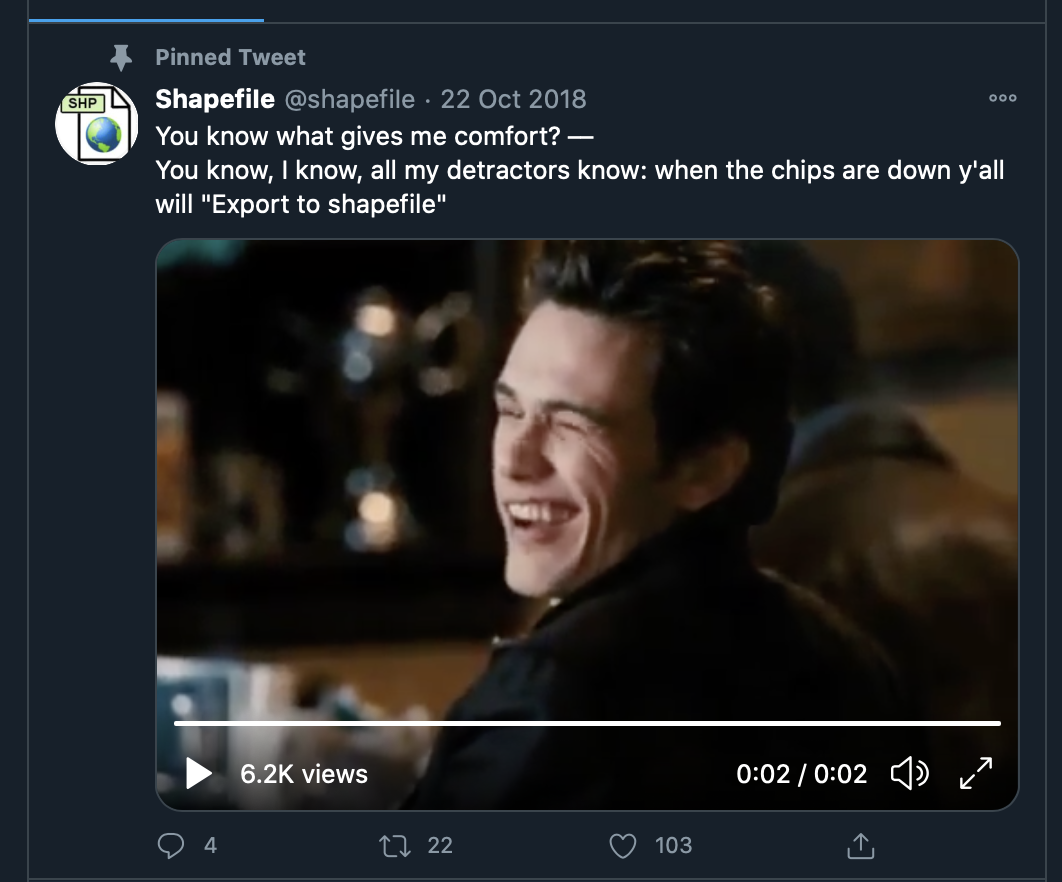 Pinned Tweet
SHP
Shapefile @shapefile · 22 Oct 2018
You know what gives me comfort? —
You know, I know, all my detractors know: when the chips are down y'all
will "Export to shapefile"
6.2K views
0:02 / 0:02
4
22
103